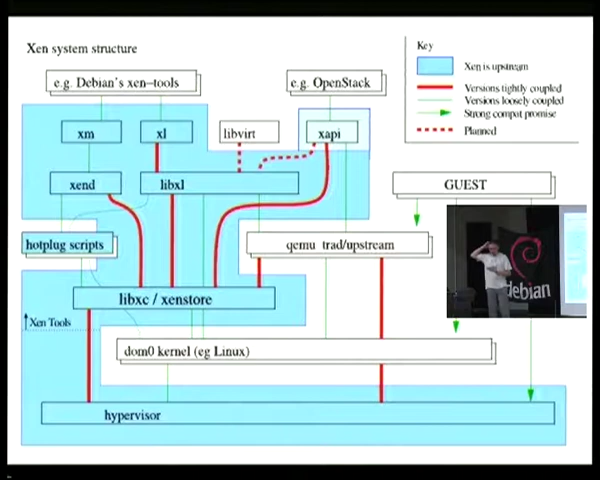 Xen system structure
Key
Xen is upstream
Versions tightly coupled
Versions loosely coupled
Strong compat promise
Planned
e.g. Debian's xen-tools
e.g. OpenStack
xm
xl
libvirt
xapi
xend
libxl
GUEST
hotplug scripts
qemu trad/upstream
debian
libxc / xenstore
Xen Tools
dom0 kernel (eg Linux)
hypervisor